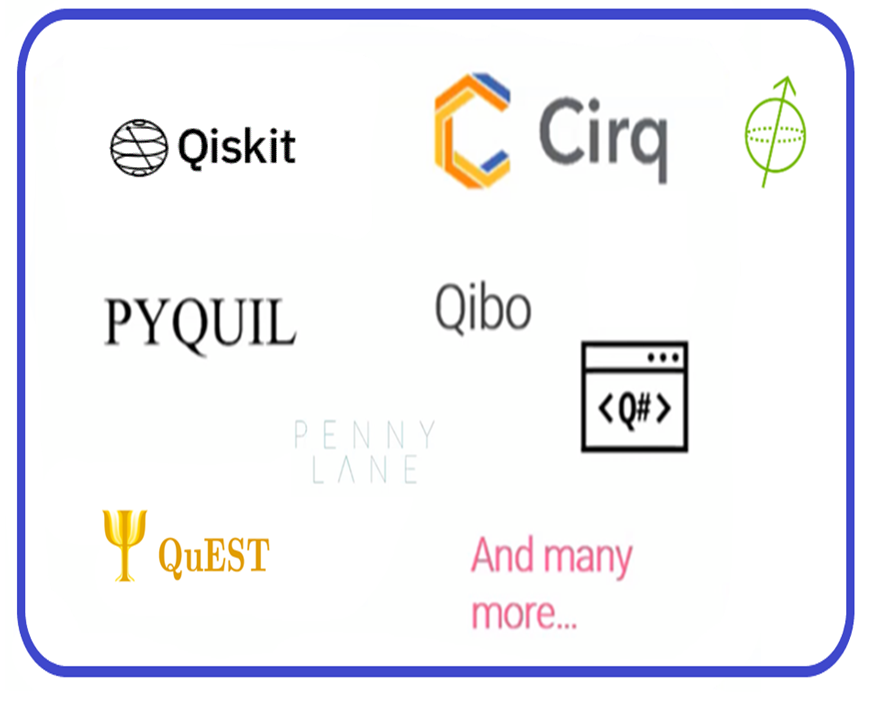 Qiskit
Cirq
PYQUIL
Qibo
<Q#>
PENNY
LANE
QuEST
And many
more...